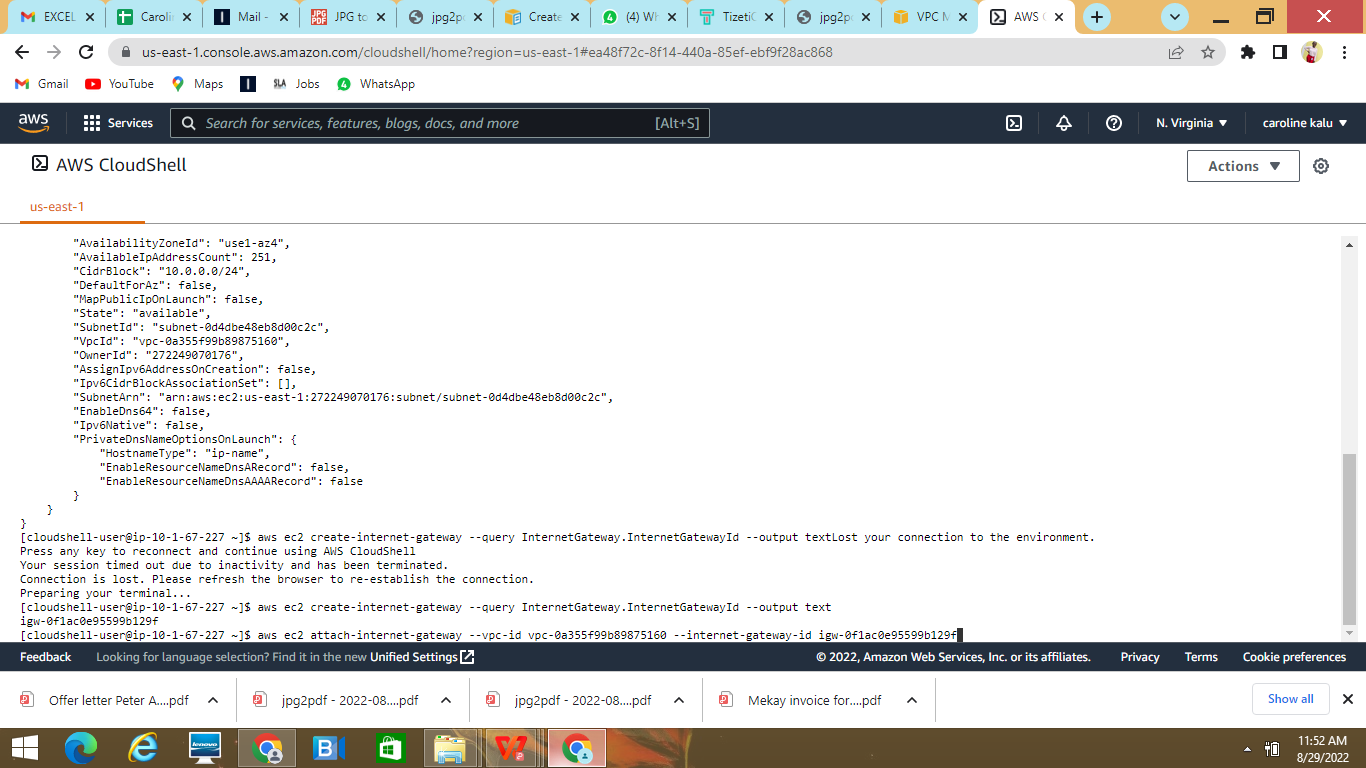 EXCEL
Carolin
Mail -
JPG to
jpg2p
Create
(4) Wh
TizetiC
jpg2p
VPC M
AWS C
us-east-1.console.aws.amazon.com/cloudshell/home?region=us-east-1#ea48f72c-8f14-440a-85ef-ebf9f28ac868
Gmail YouTube Maps SLA Jobs WhatsApp
aws Services Search for services, features, blogs, docs, and more [Alt+S] N. Virginia caroline kalu
AWS CloudShell Actions
us-east-1
"AvailabilityZoneId": "use1-az4",
"AvailableIpAddressCount": 251,
"CidrBlock": "10.0.0.0/24",
"DefaultForAz": false,
"MapPublicIpOnLaunch": false,
"State": "available",
"SubnetId": "subnet-0d4dbe48eb8d00c2c",
"VpcId": "vpc-0a355f99b89875160",
"OwnerId": "272249070176",
"AssignIpv6AddressOnCreation": false,
"Ipv6CidrBlockAssociationSet": [],
"SubnetArn": "arn:aws:ec2:us-east-1:272249070176:subnet/subnet-0d4dbe48eb8d00c2c",
"EnableDns64": false,
"Ipv6Native": false,
"PrivateDnsNameOptionsOnLaunch": {
"HostnameType": "ip-name",
"EnableResourceNameDnsARecord": false,
"EnableResourceNameDnsAAAARecord": false
}
}
}
[cloudshell-user@ip-10-1-67-227 ~]$ aws ec2 create-internet-gateway --query InternetGateway.InternetGatewayId --output textLost your connection to the environment.
Press any key to reconnect and continue using AWS CloudShell
Your session timed out due to inactivity and has been terminated.
Connection is lost. Please refresh the browser to re-establish the connection.
Preparing your terminal...
[cloudshell-user@ip-10-1-67-227 ~]$ aws ec2 create-internet-gateway --query InternetGateway.InternetGatewayId --output text
igw-0f1ac0e95599b129f
[cloudshell-user@ip-10-1-67-227 ~]$ aws ec2 attach-internet-gateway --vpc-id vpc-0a355f99b89875160 --internet-gateway-id igw-0f1ac0e95599b129f
Feedback Looking for language selection? Find it in the new Unified Settings © 2022, Amazon Web Services, Inc. or its affiliates. Privacy Terms Cookie preferences
Offer letter Peter A....pdf jpg2pdf - 2022-08....pdf jpg2pdf - 2022-08....pdf Mekay invoice for....pdf Show all
lenovo
11:52 AM
8/29/2022